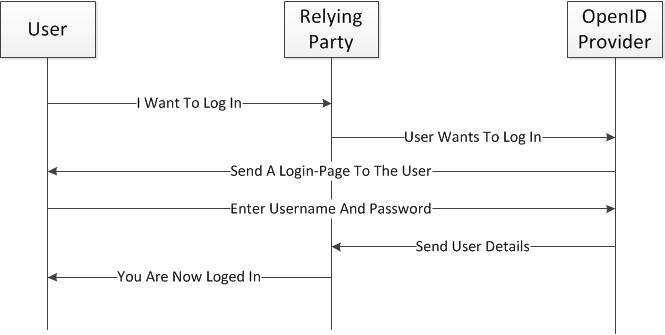 User
Relying
Party
OpenID
Provider
I Want To Log In
User Wants To Log In
Send A Login-Page To The User
Enter Username And Password
Send User Details
You Are Now Loged In